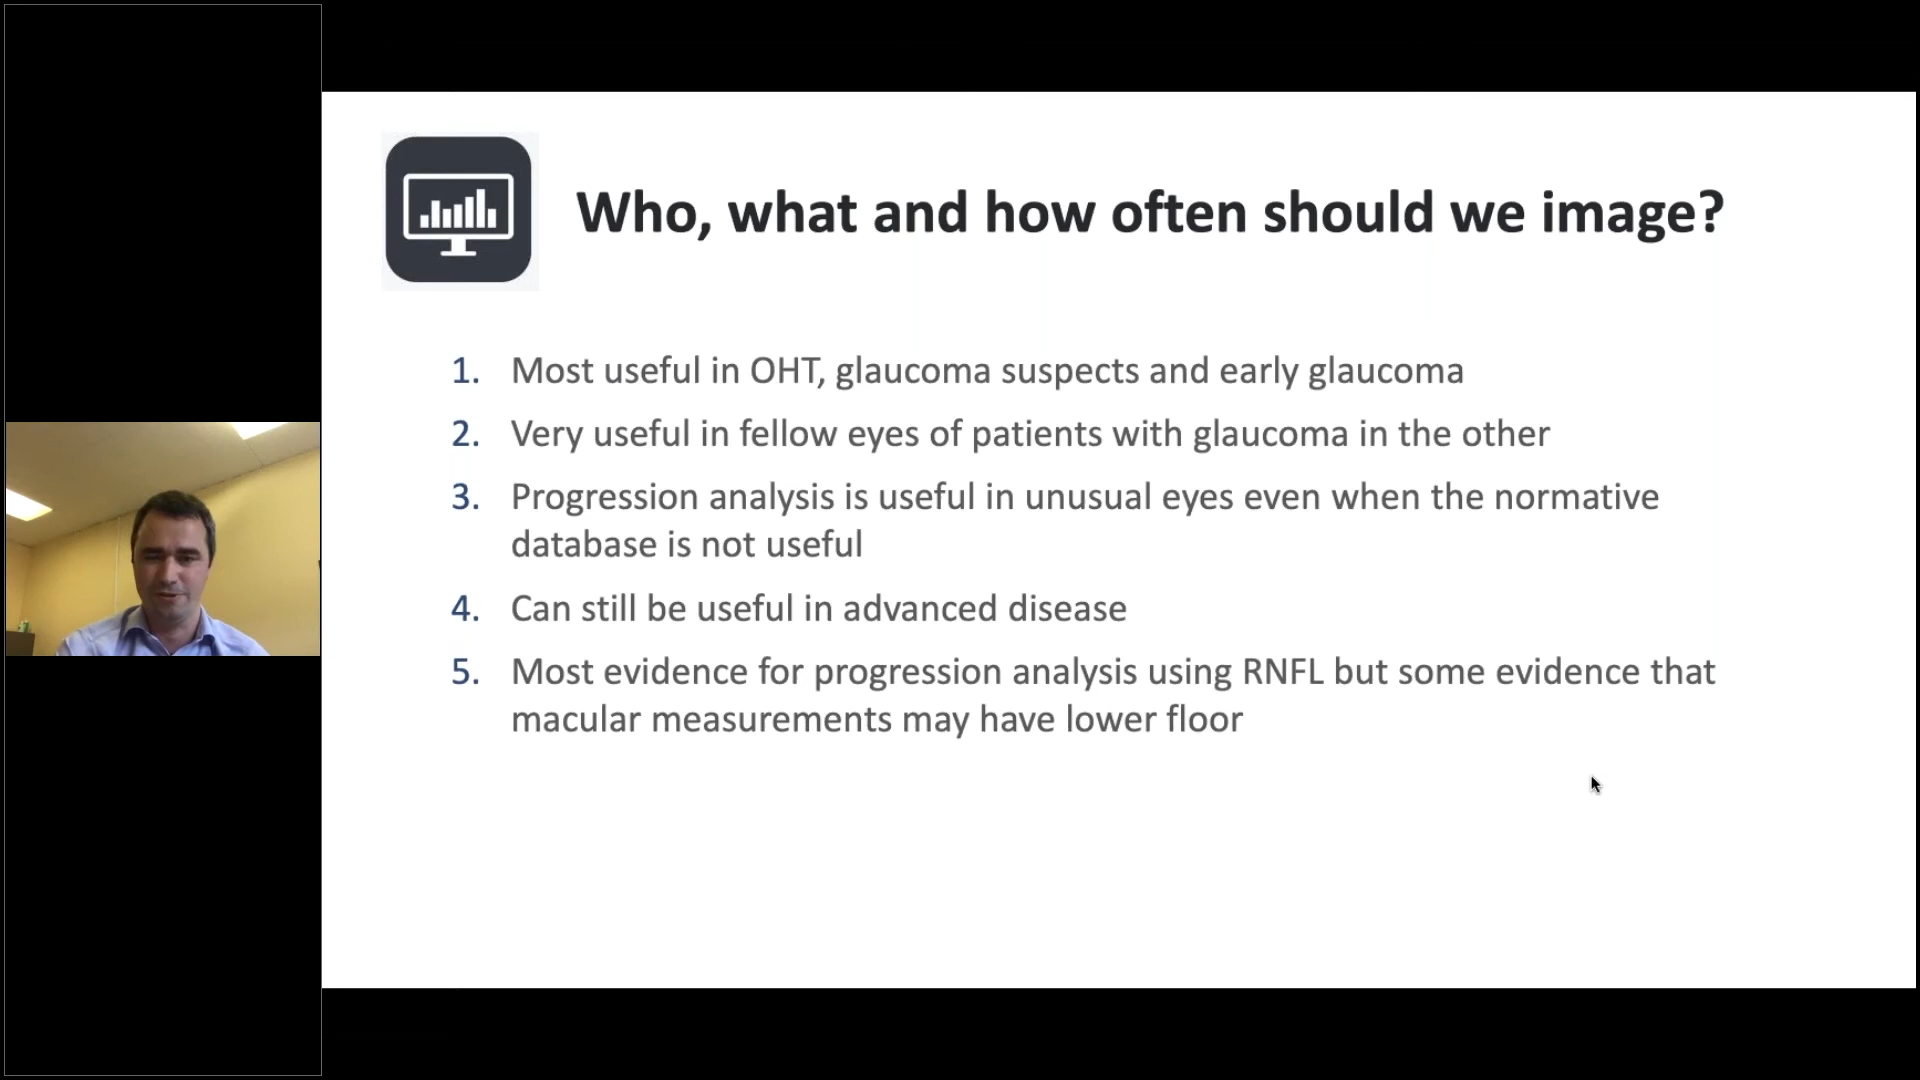 Who, what and how often should we image?
1. Most useful in OHT, glaucoma suspects and early glaucoma
2. Very useful in fellow eyes of patients with glaucoma in the other
3. Progression analysis is useful in unusual eyes even when the normative
database is not useful
4. Can still be useful in advanced disease
5. Most evidence for progression analysis using RNFL but some evidence that
macular measurements may have lower floor